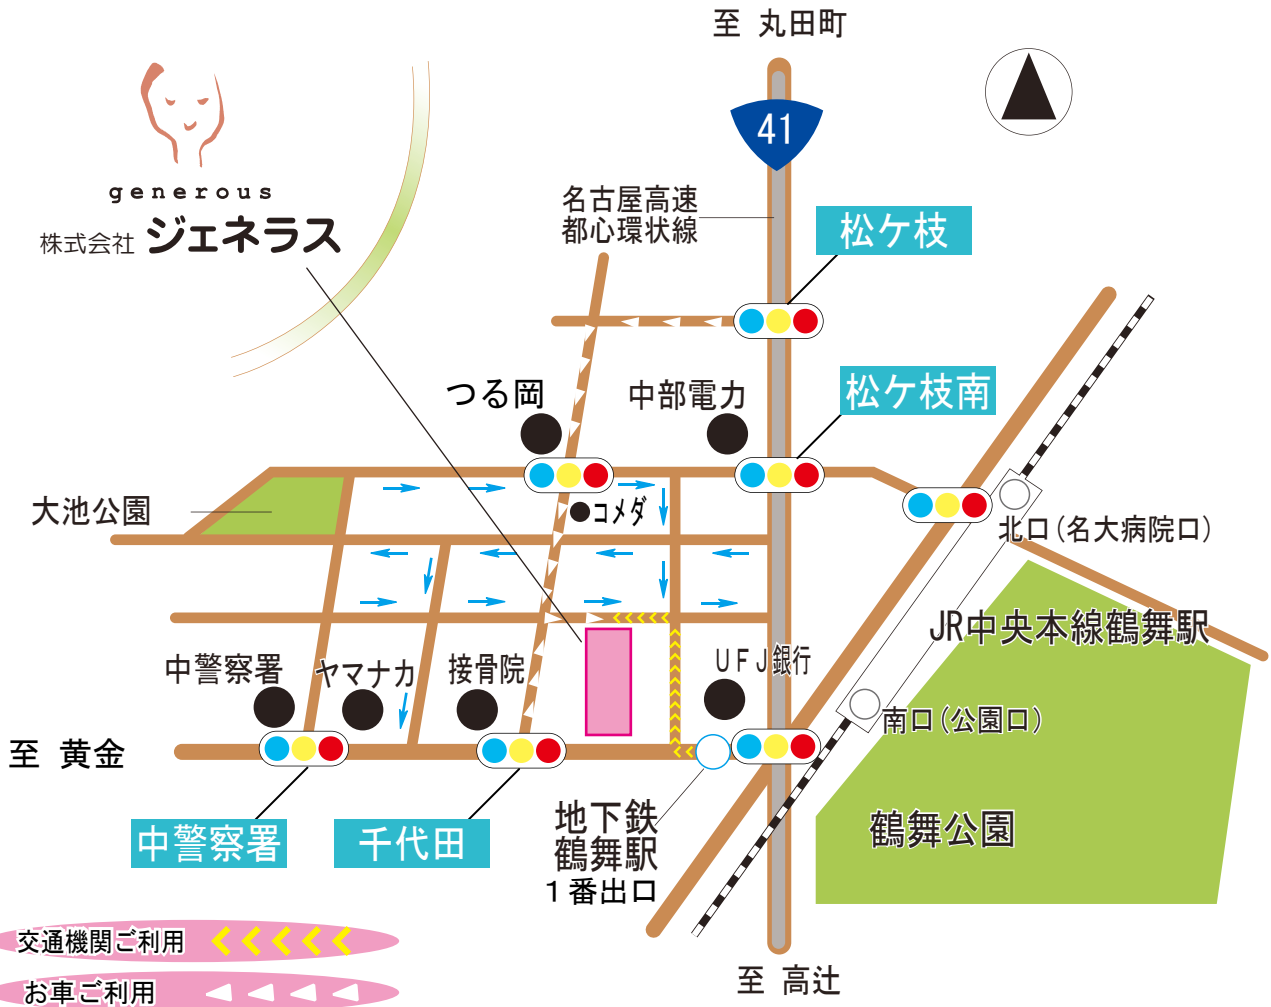 至 丸田町
41
generous
株式会社 ジェネラス
名古屋高速
都心環状線
松ケ枝
つる岡
中部電力
松ケ枝南
大池公園
コメダ
北口(名大病院口)
JR中央本線鶴舞駅
中警察署
ヤマナカ
接骨院
UFJ銀行
南口(公園口)
至 黄金
中警察署
千代田
地下鉄
鶴舞駅
1番出口
鶴舞公園
交通機関ご利用
お車ご利用
至 高辻